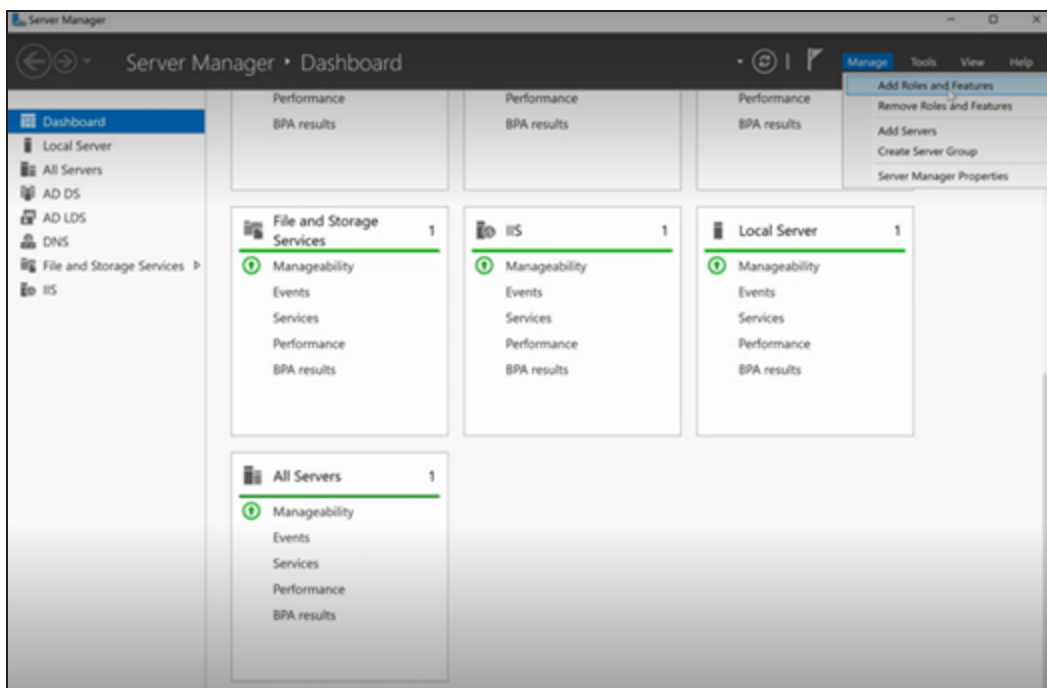 Server Manager
Server Manager • Dashboard
Manage Tools View Help
Add Roles and Features
Remove Roles and Features
Add Servers
Create Server Group
Server Manager Properties
Dashboard
Local Server
All Servers
AD DS
AD LDS
DNS
File and Storage Services
IIS
Performance
BPA results
Performance
BPA results
Performance
BPA results
File and Storage Services 1
Manageability
Events
Services
Performance
BPA results
IIS 1
Manageability
Events
Services
Performance
BPA results
Local Server 1
Manageability
Events
Services
Performance
BPA results
All Servers 1
Manageability
Events
Services
Performance
BPA results